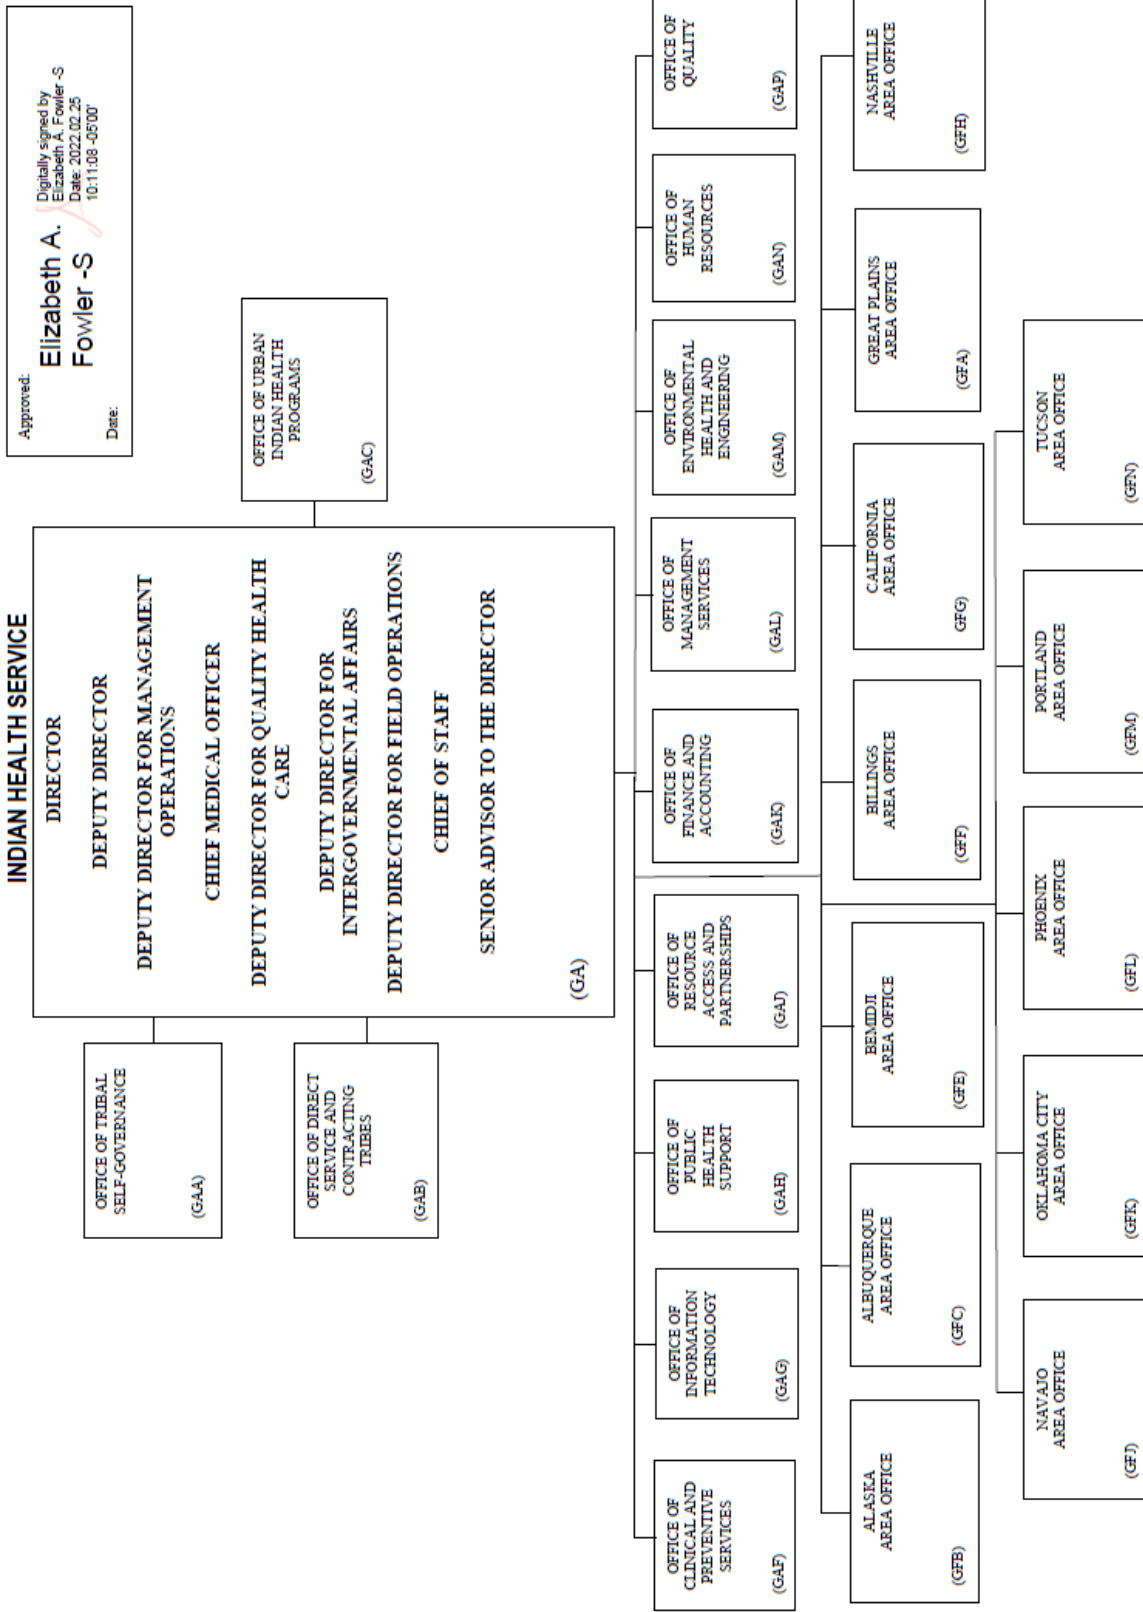 INDIAN HEALTH SERVICE
Approved:
Elizabeth A.
Fowler -S
Digitally signed by
Elizabeth A. Fowler -S
Date: 2022.02.25
10:11:08 -05'00'
Date:
DIRECTOR
DEPUTY DIRECTOR
DEPUTY DIRECTOR FOR MANAGEMENT
OPERATIONS
CHIEF MEDICAL OFFICER
DEPUTY DIRECTOR FOR QUALITY HEALTH
CARE
DEPUTY DIRECTOR FOR
INTERGOVERNMENTAL AFFAIRS
DEPUTY DIRECTOR FOR FIELD OPERATIONS
CHIEF OF STAFF
SENIOR ADVISOR TO THE DIRECTOR
(GA)
OFFICE OF TRIBAL
SELF-GOVERNANCE
(GAA)
OFFICE OF DIRECT
SERVICE AND
CONTRACTING
TRIBES
(GAB)
OFFICE OF URBAN
INDIAN HEALTH
PROGRAMS
(GAC)
OFFICE OF
CLINICAL AND
PREVENTIVE
SERVICES
(GAF)
OFFICE OF
INFORMATION
TECHNOLOGY
(GAG)
OFFICE OF
PUBLIC
HEALTH
SUPPORT
(GAH)
OFFICE OF
RESOURCE
ACCESS AND
PARTNERSHIPS
(GAJ)
OFFICE OF
FINANCE AND
ACCOUNTING
(GAK)
OFFICE OF
MANAGEMENT
SERVICES
(GAL)
OFFICE OF
ENVIRONMENTAL
HEALTH AND
ENGINEERING
(GAM)
OFFICE OF
HUMAN
RESOURCES
(GAN)
OFFICE OF
QUALITY
(GAP)
ALASKA
AREA OFFICE
(GFB)
ALBUQUERQUE
AREA OFFICE
(GFC)
BEMIDJI
AREA OFFICE
(GFE)
BILLINGS
AREA OFFICE
(GFF)
CALIFORNIA
AREA OFFICE
GFG)
GREAT PLAINS
AREA OFFICE
(GFA)
NASHVILLE
AREA OFFICE
(GFH)
NAVAJO
AREA OFFICE
(GFJ)
OKLAHOMA CITY
AREA OFFICE
(GFK)
PHOENIX
AREA OFFICE
(GFL)
PORTLAND
AREA OFFICE
(GFM)
TUCSON
AREA OFFICE
(GFN)